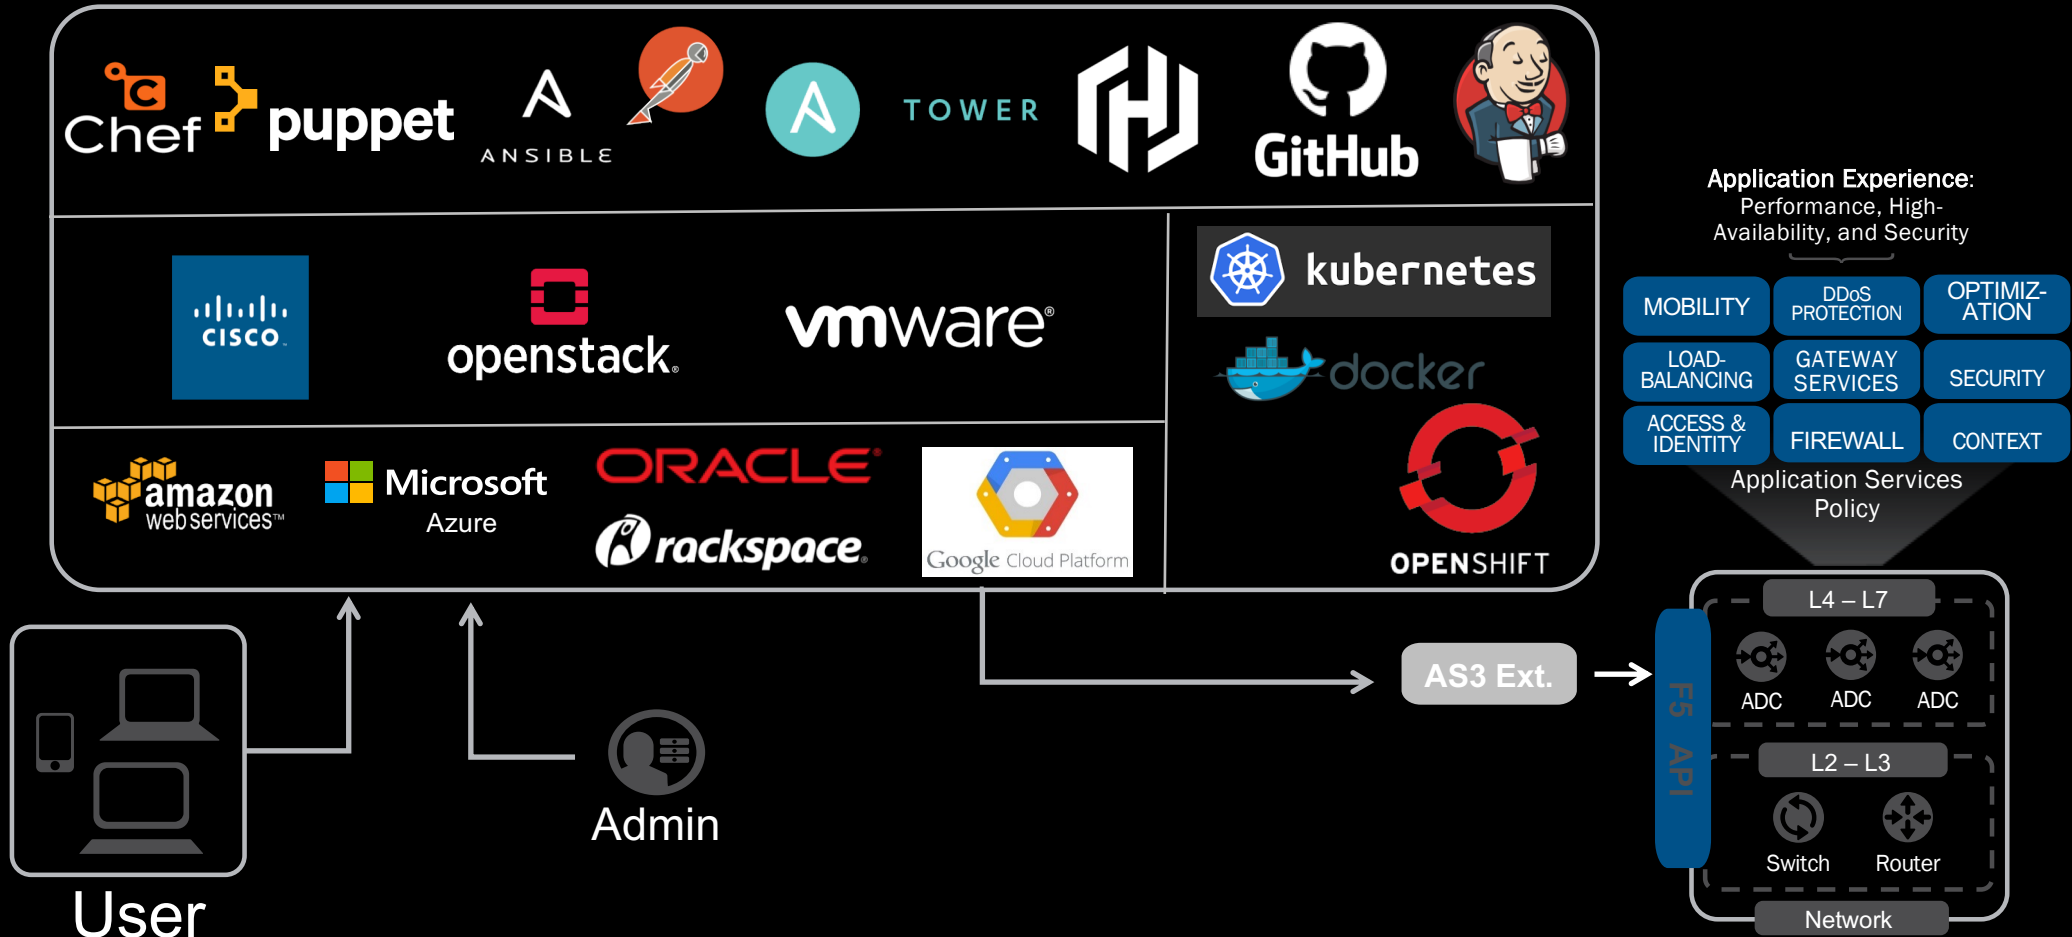 Chef
puppet
ANSIBLE
TOWER
GitHub
CISCO
openstack®
vmware®
kubernetes
docker
OPENSHIFT
amazon
web services™
Microsoft
Azure
ORACLE®
rackspace®
Google Cloud Platform
Application Experience:
Performance, High-
Availability, and Security
MOBILITY
DDoS
PROTECTION
OPTIMIZ-
ATION
LOAD-
BALANCING
GATEWAY
SERVICES
SECURITY
ACCESS &
IDENTITY
FIREWALL
CONTEXT
Application Services
Policy
User
Admin
AS3 Ext.
F5 API
L4 – L7
ADC
ADC
ADC
L2 – L3
Switch
Router
Network